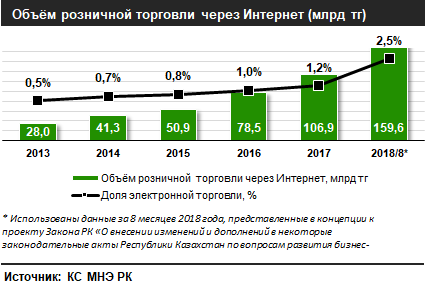 Объём розничной торговли через Интернет (млрд тг)
0,5% 0,7% 0,8% 1,0% 1,2% 2,5%
28,0 41,3 50,9 78,5 106,9 159,6
2013 2014 2015 2016 2017 2018/8*
Объём розничной торговли через Интернет, млрд тг
Доля электронной торговли, %
* Использованы данные за 8 месяцев 2018 года, представленные в концепции к
проекту Закона РК «О внесении изменений и дополнений в некоторые
законодательные акты Республики Казахстан по вопросам развития бизнес-
Источник: КС МНЭ РК